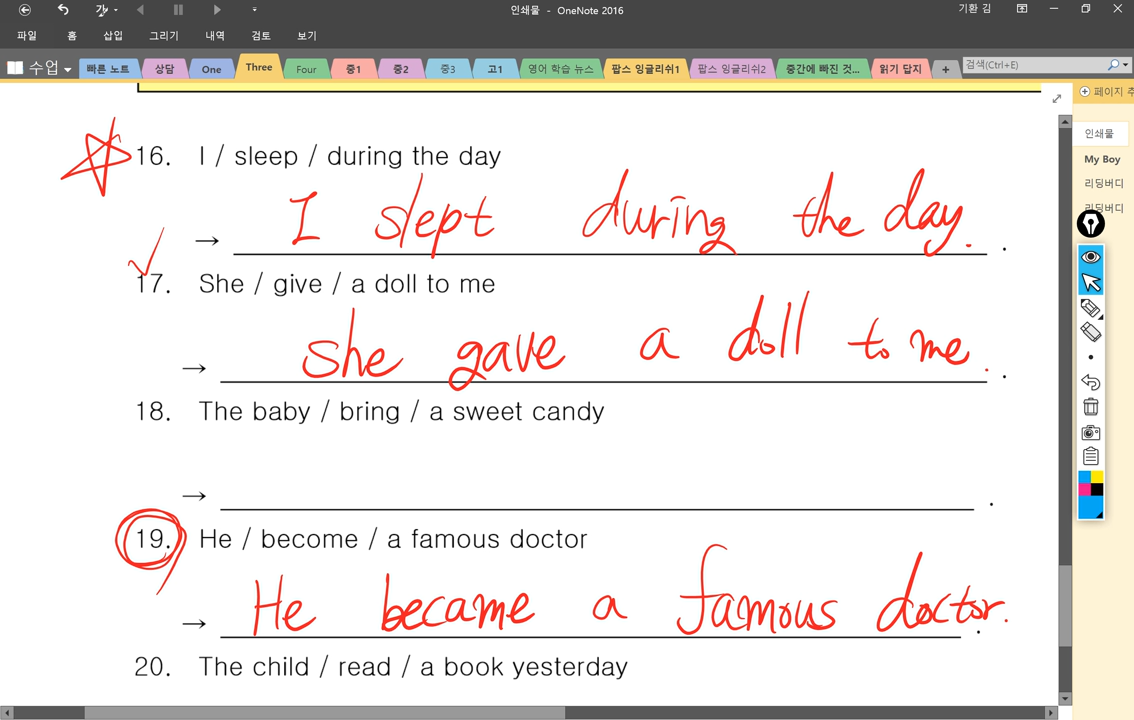 인쇄물 - OneNote 2016
기환 김
파일 홈 삽입 그리기 내역 검토 보기
수업 빠른 노트 상담 One Three Four 중1 중2 중3 고1 영어 학습 뉴스 팝스 잉글리쉬1 팝스 잉글리쉬2 중간에 빠진 것... 읽기 답지 + 검색(Ctrl+E)
페이지 추
인쇄물
My Boy
리딩버디
리딩버디
16. I / sleep / during the day
→ I slept during the day. .
17. She / give / a doll to me
→ she gave a doll to me. .
18. The baby / bring / a sweet candy
→ .
19. He / become / a famous doctor
→ He became a famous doctor. .
20. The child / read / a book yesterday